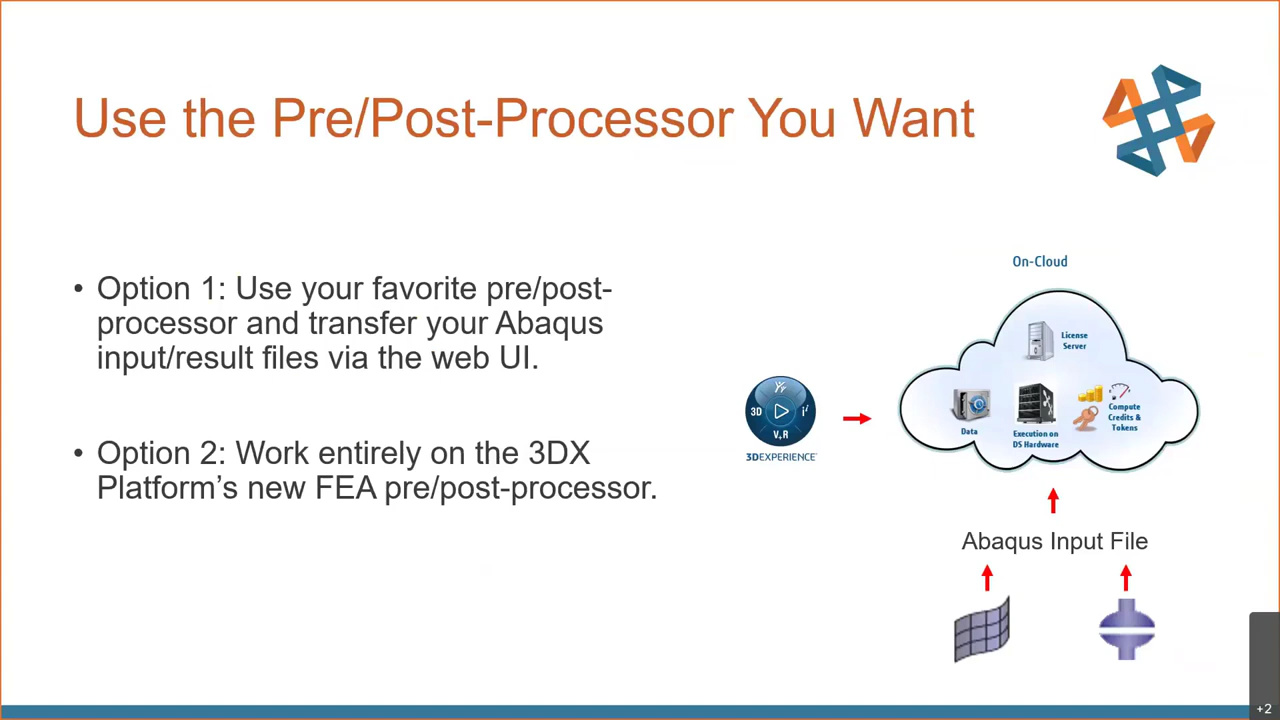 Use the Pre/Post-Processor You Want
• Option 1: Use your favorite pre/post-
processor and transfer your Abaqus
input/result files via the web UI.
• Option 2: Work entirely on the 3DX
Platform’s new FEA pre/post-processor.
On-Cloud
License
Server
Data
Execution on
DS Hardware
Compute
Credits &
Tokens
3D
V,R
3DEXPERIENCE
Abaqus Input File
+2